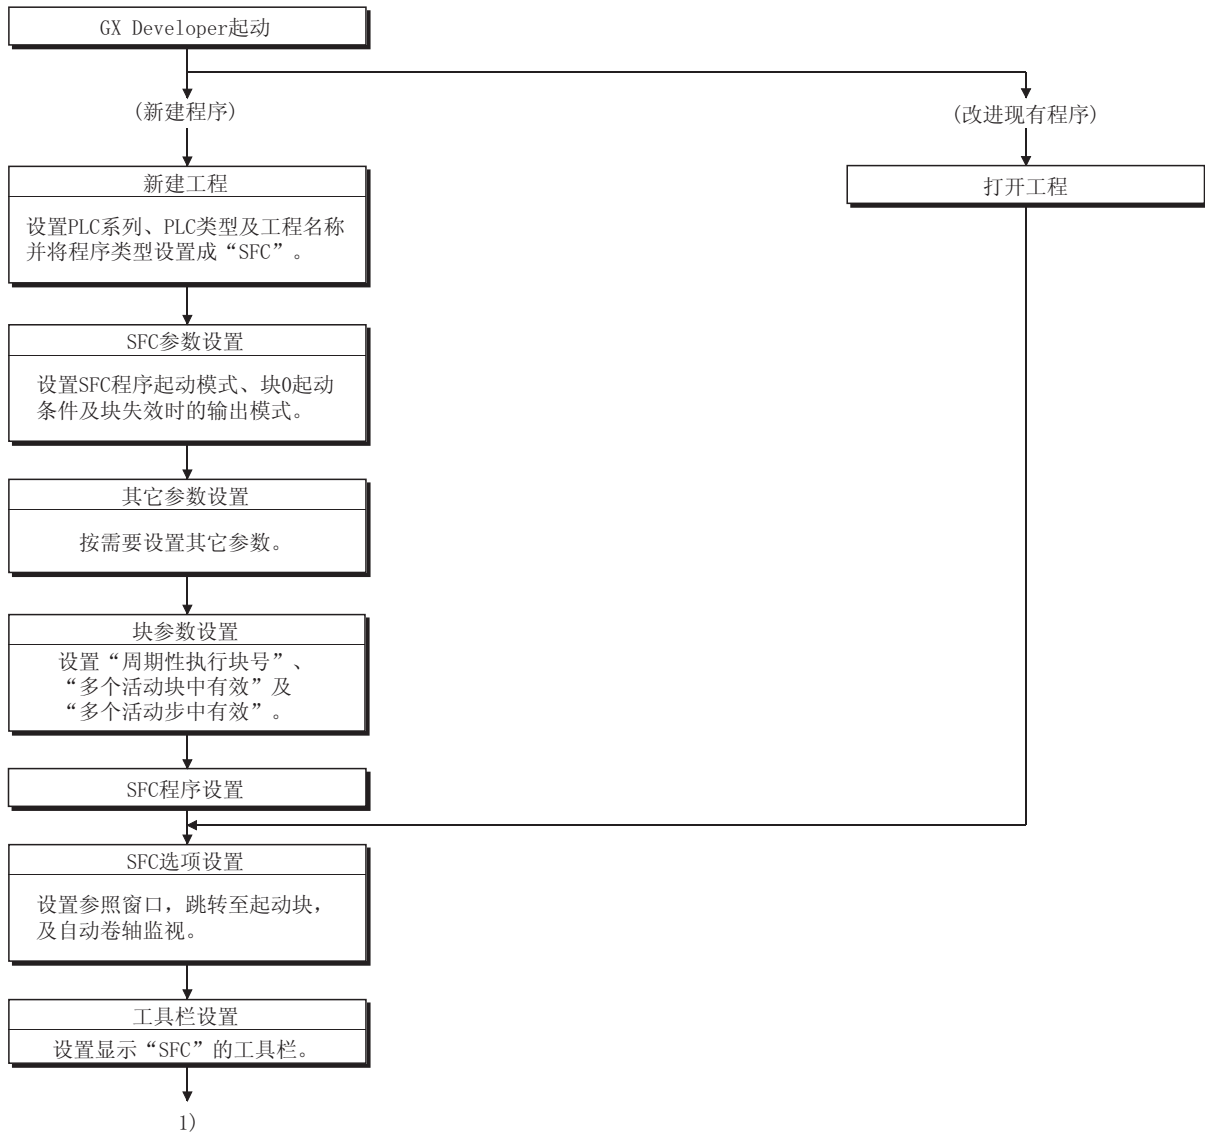 GX Developer起动
(新建程序)
(改进现有程序)
新建工程
打开工程
设置PLC系列、PLC类型及工程名称
并将程序类型设置成“SFC”。
SFC参数设置
设置SFC程序起动模式、块0起动
条件及块失效时的输出模式。
其它参数设置
按需要设置其它参数。
块参数设置
设置“周期性执行块号”、
“多个活动块中有效”及
“多个活动步中有效”。
SFC程序设置
SFC选项设置
设置参照窗口，跳转至起动块，
及自动卷轴监视。
工具栏设置
设置显示“SFC”的工具栏。
1)